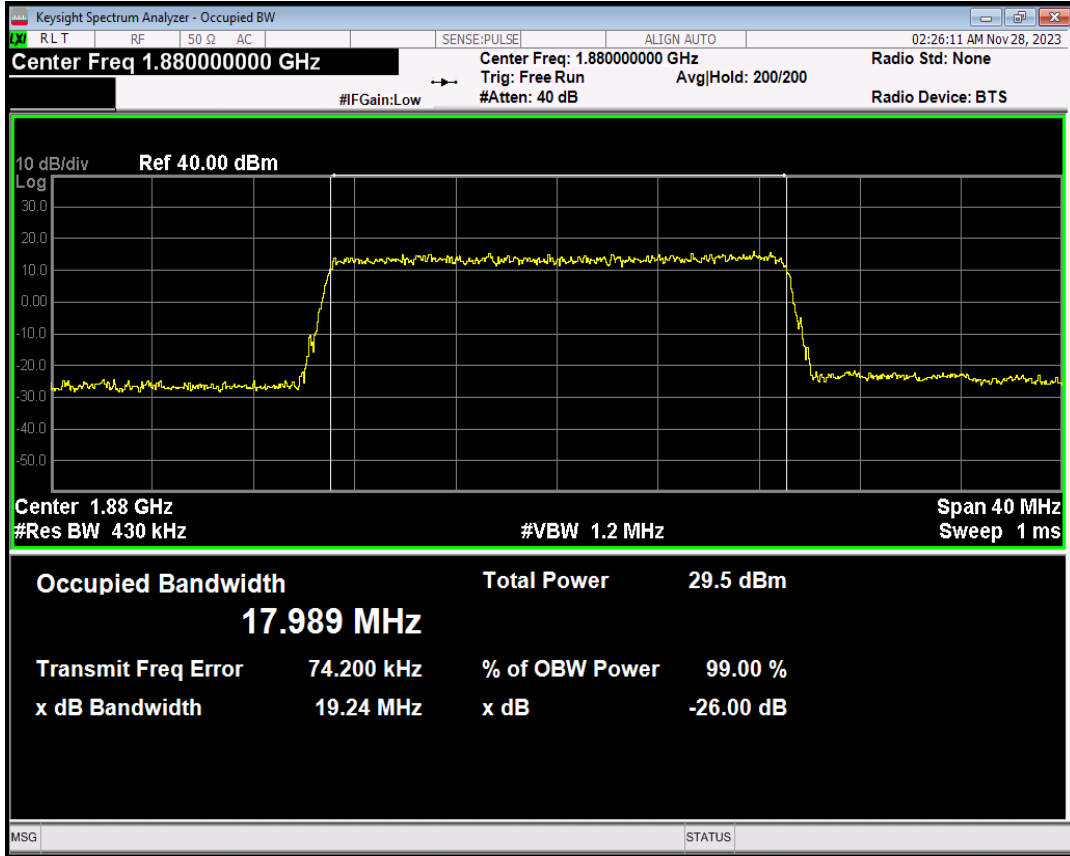 Keysight Spectrum Analyzer - Occupied BW
LXI RLT RF 50 Ω AC SENSE:PULSE ALIGN AUTO 02:26:11 AM Nov 28, 2023
Center Freq 1.880000000 GHz Center Freq: 1.880000000 GHz Radio Std: None
Trig: Free Run Avg|Hold: 200/200
#IFGain:Low #Atten: 40 dB Radio Device: BTS
10 dB/div Ref 40.00 dBm
Log
30.0
20.0
10.0
0.00
-10.0
-20.0
-30.0
-40.0
-50.0
Center 1.88 GHz Span 40 MHz
#Res BW 430 kHz #VBW 1.2 MHz Sweep 1 ms
Occupied Bandwidth Total Power 29.5 dBm
17.989 MHz
Transmit Freq Error 74.200 kHz % of OBW Power 99.00 %
x dB Bandwidth 19.24 MHz x dB -26.00 dB
MSG STATUS